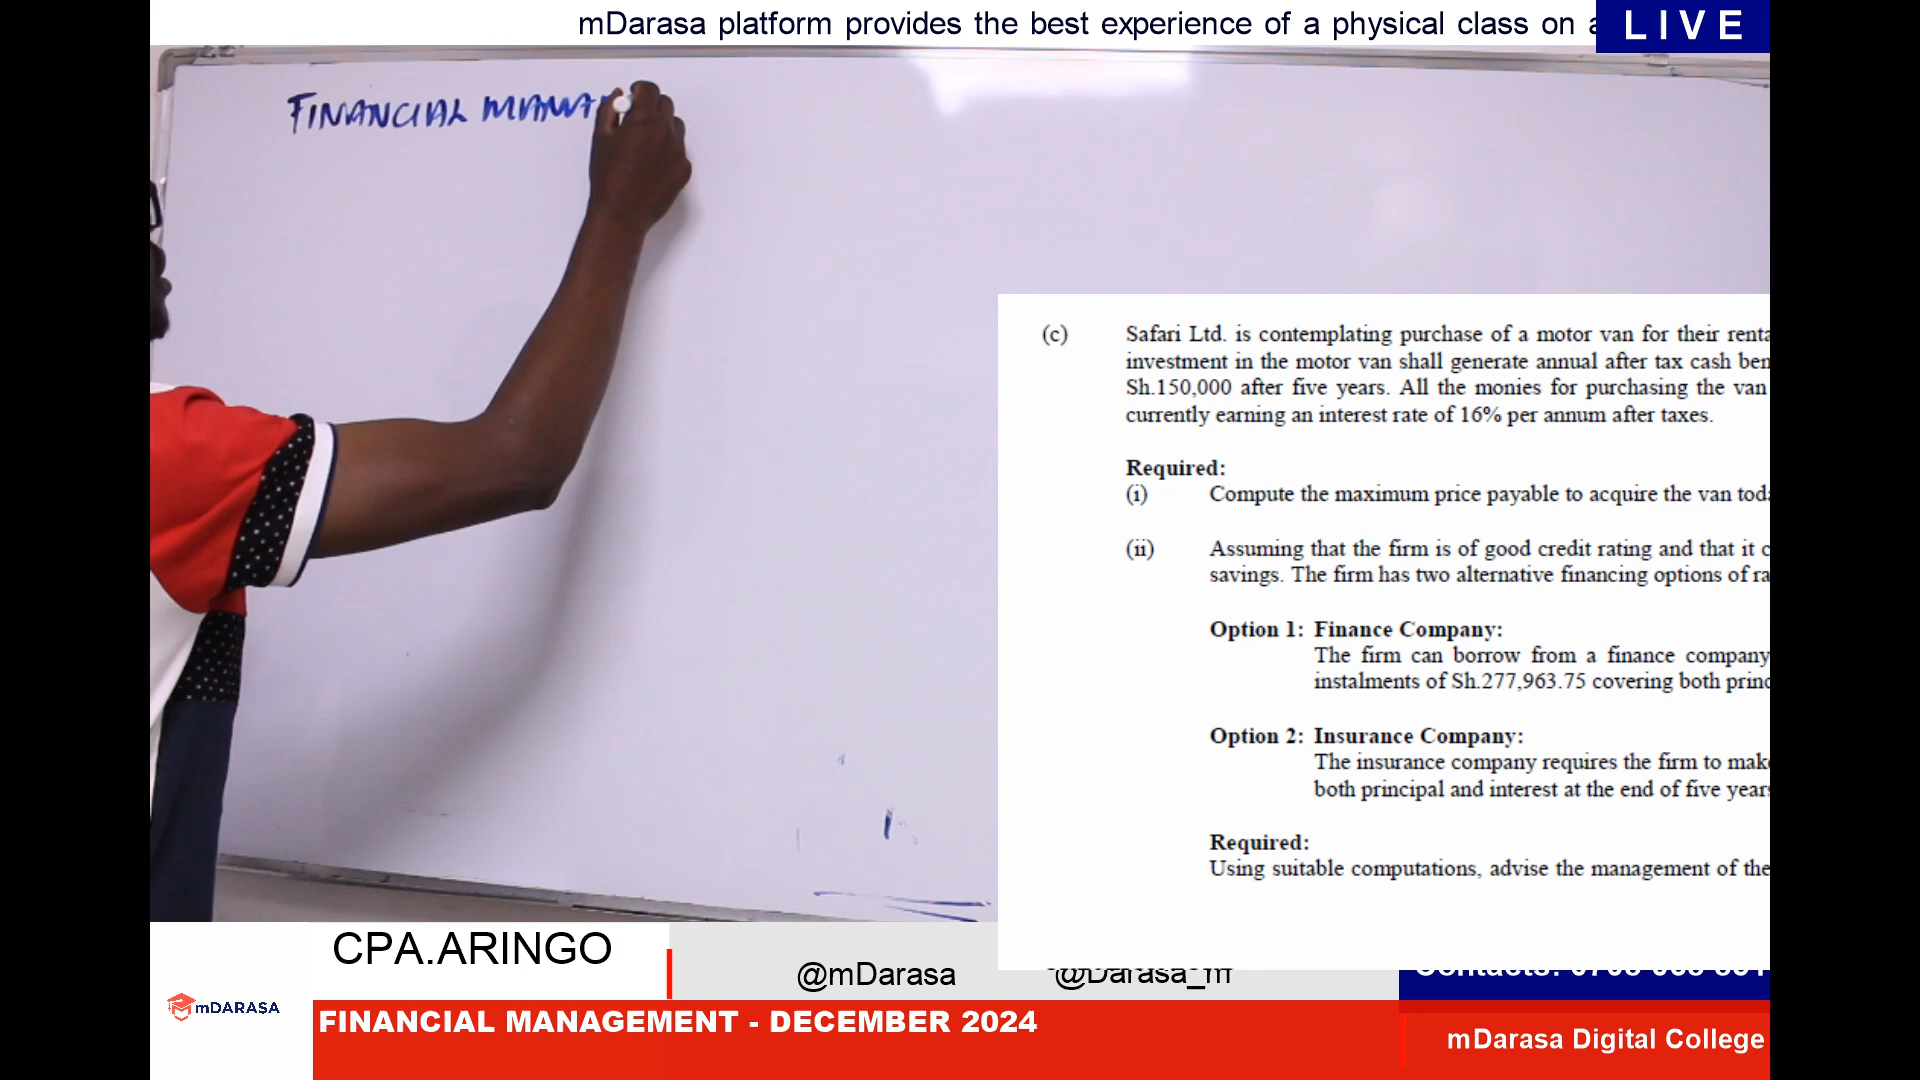 mDarasa platform provides the best experience of a physical class on a
LIVE
FINANCIAL
(c) Safari Ltd. is contemplating purchase of a motor van for their renta
investment in the motor van shall generate annual after tax cash ben
Sh.150,000 after five years. All the monies for purchasing the van
currently earning an interest rate of 16% per annum after taxes.
Required:
(i) Compute the maximum price payable to acquire the van toda
(ii) Assuming that the firm is of good credit rating and that it c
savings. The firm has two alternative financing options of ra
Option 1: Finance Company:
The firm can borrow from a finance company
instalments of Sh.277,963.75 covering both princ
Option 2: Insurance Company:
The insurance company requires the firm to make
both principal and interest at the end of five years
Required:
Using suitable computations, advise the management of the
CPA.ARINGO
@mDarasa @Darasa_m
mDARASA
FINANCIAL MANAGEMENT - DECEMBER 2024
mDarasa Digital College